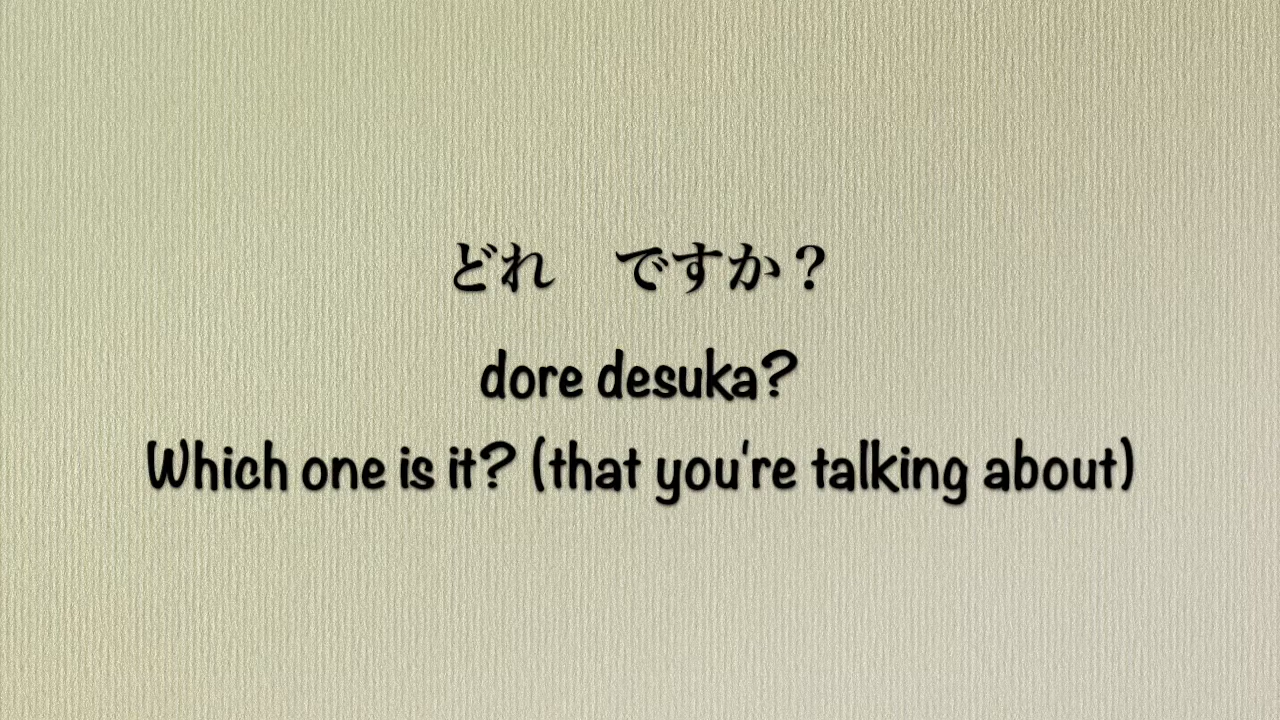 どれ　ですか？
dore desuka?
Which one is it? (that you're talking about)